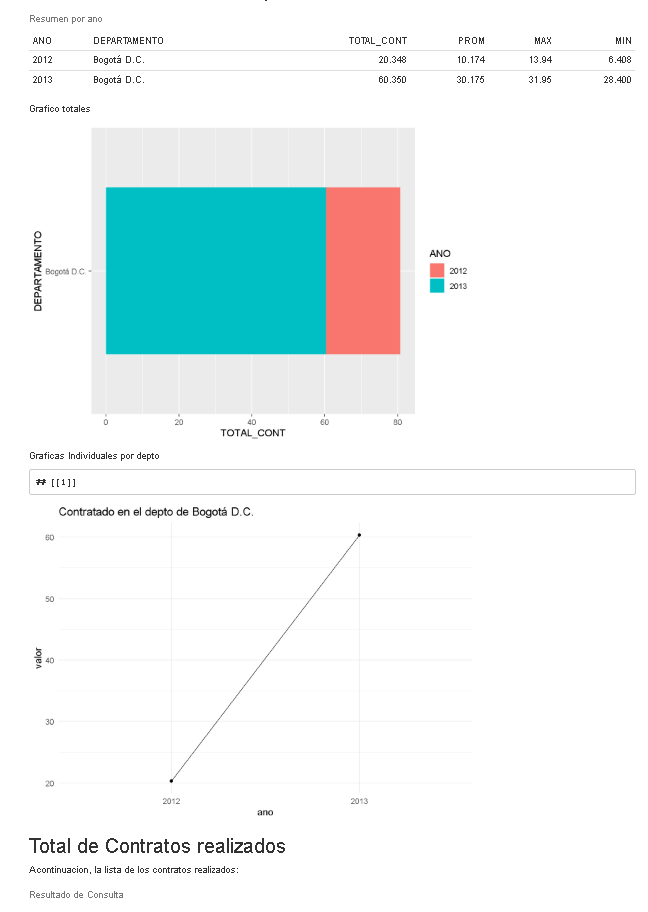 Resumen por ano
ANO DEPARTAMENTO TOTAL_CONT PROM MAX MIN
2012 Bogotá D.C. 20.348 10.174 13.94 6.408
2013 Bogotá D.C. 60.350 30.175 31.95 28.400
Grafico totales
DEPARTAMENTO
Bogotá D.C.
0 20 40 60 80
TOTAL_CONT
ANO
2012
2013
Graficas Individuales por depto
## [[1]]
Contratado en el depto de Bogotá D.C.
60
50
40
30
20
valor
2012 2013
ano
Total de Contratos realizados
Acontinuacion, la lista de los contratos realizados:
Resultado de Consulta